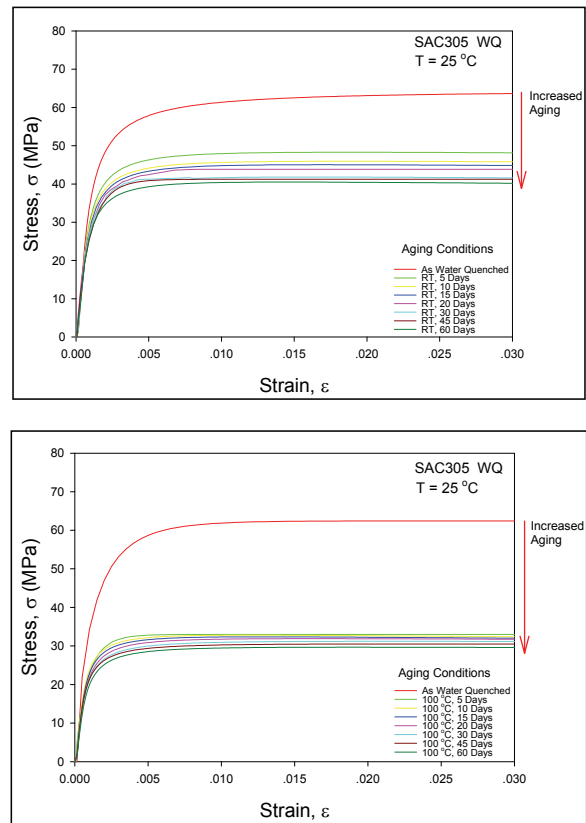 SAC305 WQ
T = 25 °C
Increased
Aging
Stress, σ (MPa)
80
70
60
50
40
30
20
10
0
Aging Conditions
As Water Quenched
RT, 5 Days
RT, 10 Days
RT, 15 Days
RT, 20 Days
RT, 30 Days
RT, 45 Days
RT, 60 Days
0.000 .005 .010 .015 .020 .025 .030
Strain, ε
SAC305 WQ
T = 25 °C
Increased
Aging
Stress, σ (MPa)
80
70
60
50
40
30
20
10
0
Aging Conditions
As Water Quenched
100 °C, 5 Days
100 °C, 10 Days
100 °C, 15 Days
100 °C, 20 Days
100 °C, 30 Days
100 °C, 45 Days
100 °C, 60 Days
0.000 .005 .010 .015 .020 .025 .030
Strain, ε